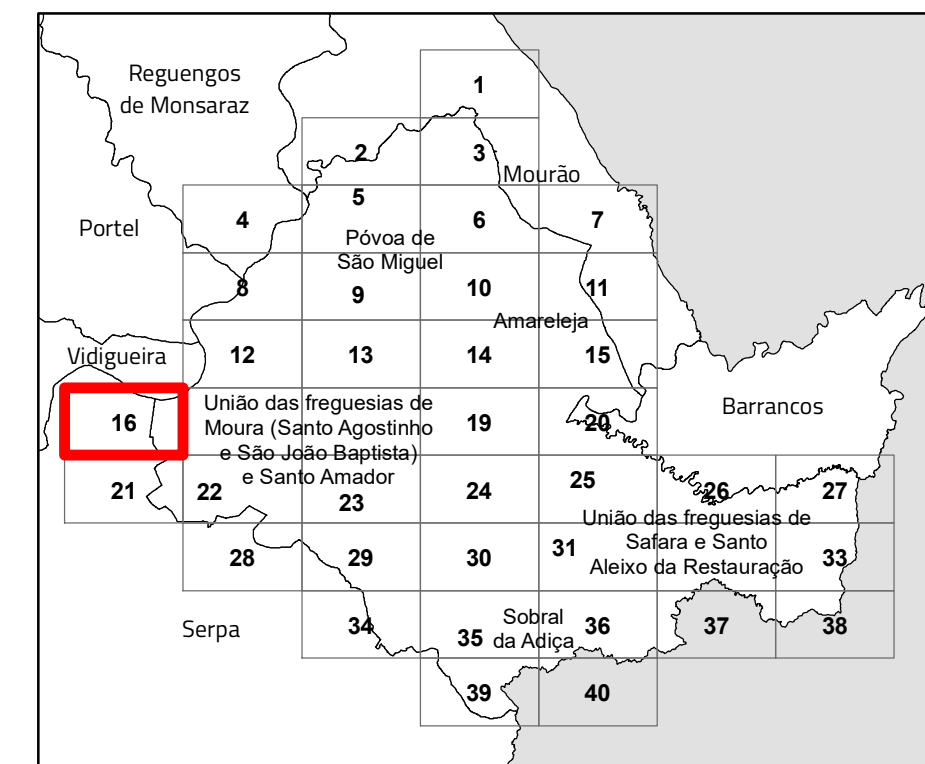 Reguengos
de Monsaraz
1
2
3
Mourão
Portel
4
5
6
7
Póvoa de
São Miguel
8
9
10
11
Amareleja
Vidigueira
12
13
14
15
16
União das freguesias de
Moura (Santo Agostinho
e São João Baptista)
e Santo Amador
19
20
Barrancos
21
22
23
24
25
26
27
União das freguesias de
Safara e Santo
Aleixo da Restauração
28
29
30
31
33
Serpa
34
35
Sobral
da Adiça
36
37
38
39
40